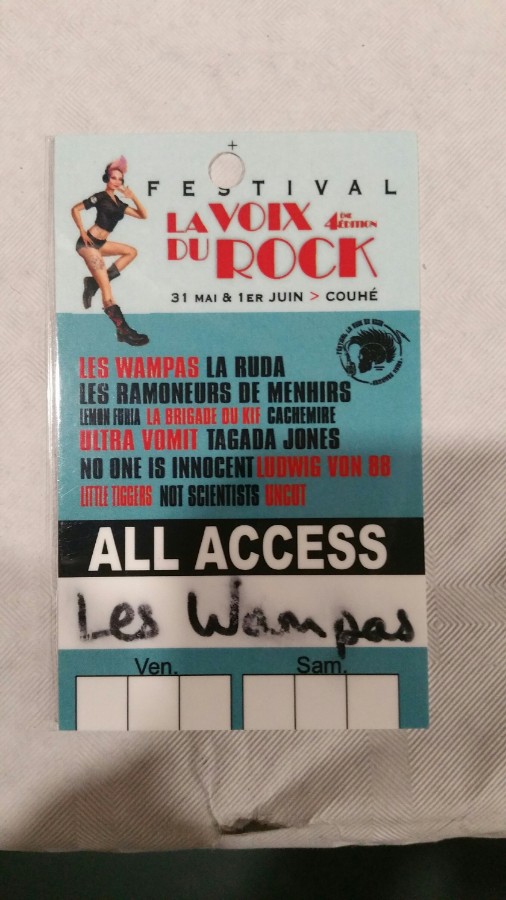 FESTIVAL
LA VOIX 4ÈME ÉDITION
DU ROCK
31 MAI & 1ER JUIN > COUHÉ
LES WAMPAS LA RUDA
LES RAMONEURS DE MENHIRS
LEMON FURIA LA BRIGADE DU KIF CACHEMIRE
ULTRA VOMIT TAGADA JONES
NO ONE IS INNOCENT LUDWIG VON 88
LITTLE TIGGERS NOT SCIENTISTS UNCUT
ALL ACCESS
Les Wampas
Ven. Sam.